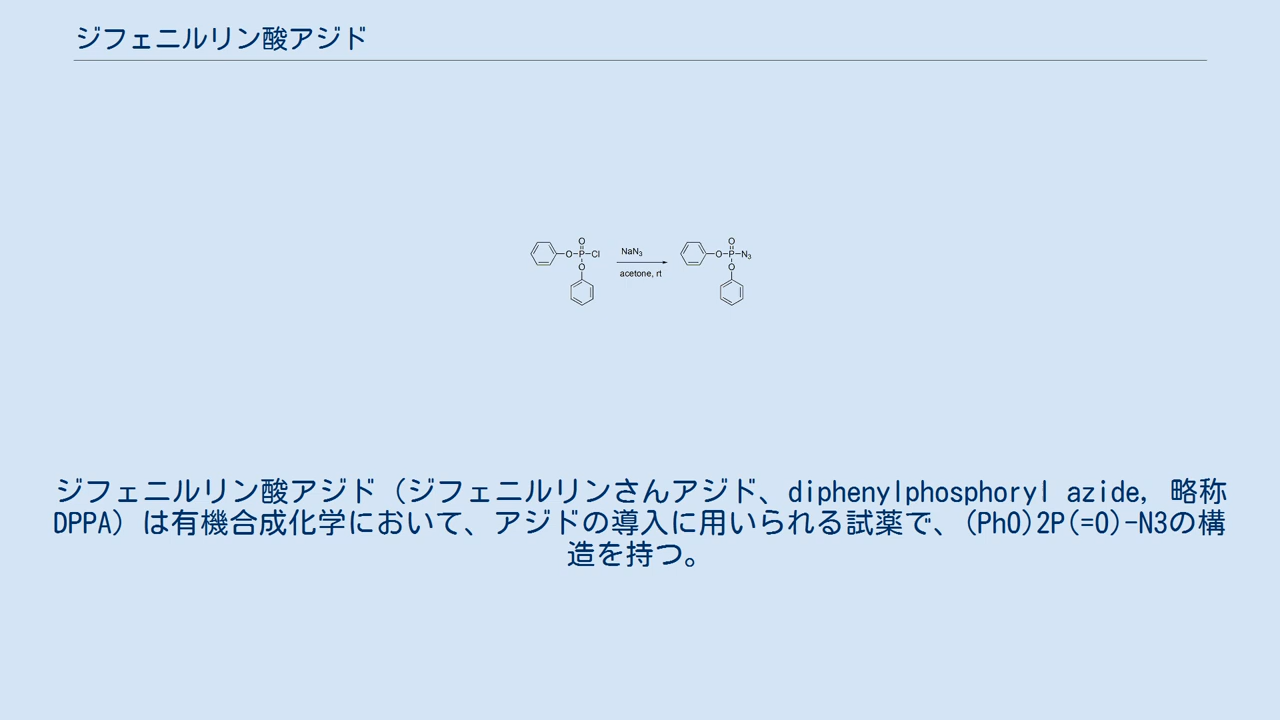 ジフェニルリン酸アジド
O
O-P-Cl
O
NaN3
acetone, rt
O
O-P-N3
O
ジフェニルリン酸アジド（ジフェニルリンさんアジド、diphenylphosphoryl azide, 略称
DPPA）は有機合成化学において、アジドの導入に用いられる試薬で、(PhO)2P(=O)-N3の構
造を持つ。